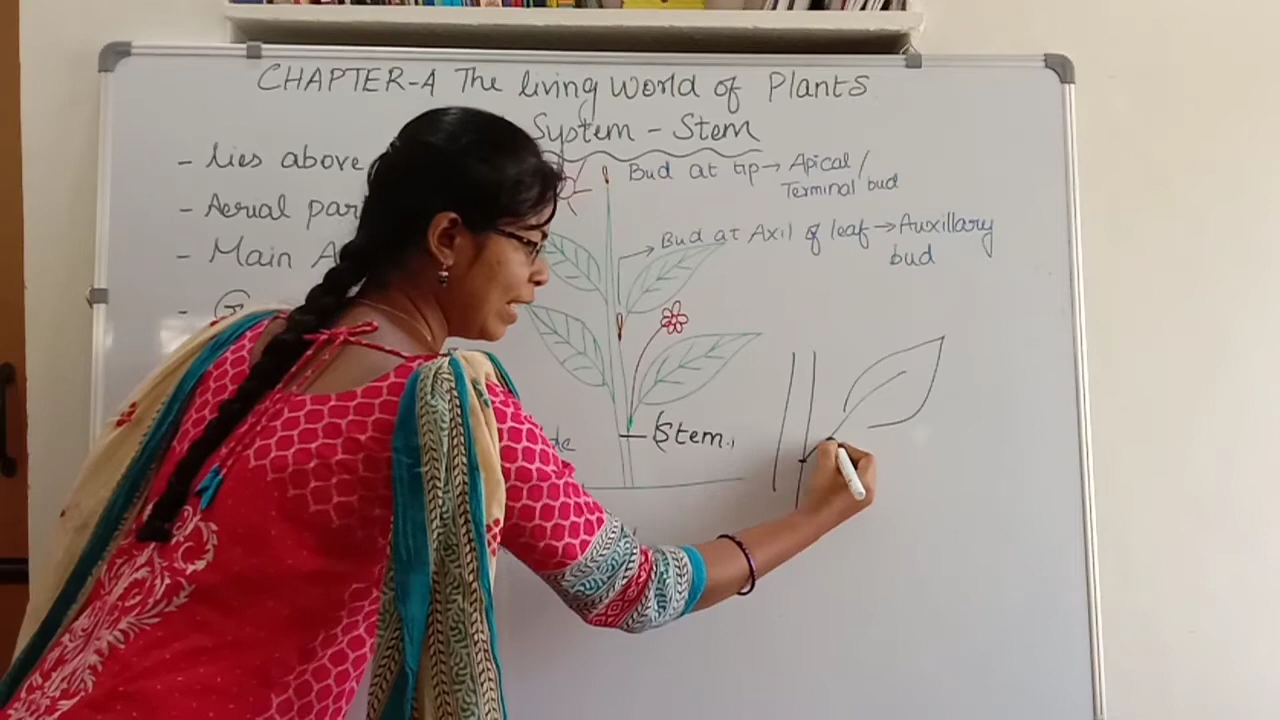 CHAPTER-4 The living World of Plants
System - Stem
- lies above
Bud at tip → Apical /
Terminal bud
- Aerial par
Bud at Axil of leaf → Auxillary
bud
- Main A
- G
Stem
de